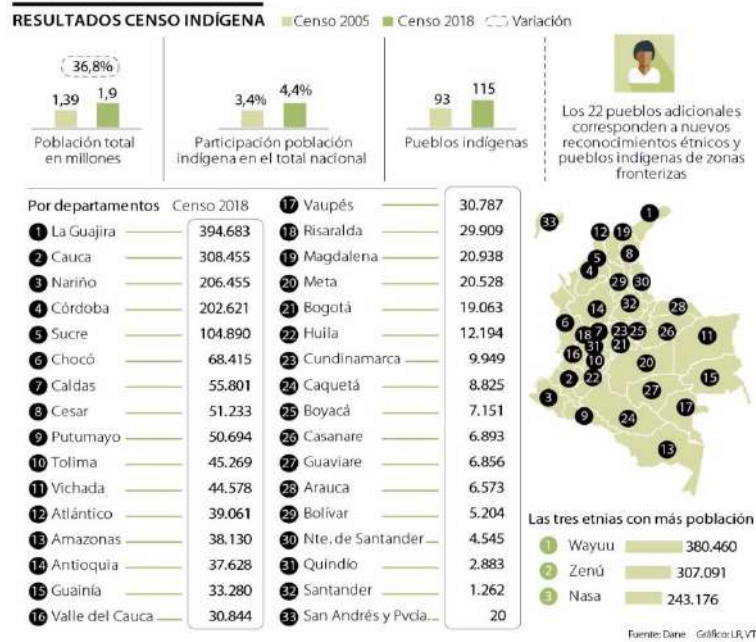 RESULTADOS CENSO INDÍGENA
Censo 2005 Censo 2018 Variación
36,8%
1,39 1,9
Población total
en millones
3,4% 4,4%
Participación población
indígena en el total nacional
93 115
Pueblos indígenas
Los 22 pueblos adicionales
corresponden a nuevos
reconocimientos étnicos y
pueblos indígenas de zonas
fronterizas
Por departamentos Censo 2018
1 La Guajira 394.683
2 Cauca 308.455
3 Nariño 206.455
4 Córdoba 202.621
5 Sucre 104.890
6 Chocó 68.415
7 Caldas 55.801
8 Cesar 51.233
9 Putumayo 50.694
10 Tolima 45.269
11 Vichada 44.578
12 Atlántico 39.061
13 Amazonas 38.130
14 Antioquia 37.628
15 Guainía 33.280
16 Valle del Cauca 30.844
17 Vaupés 30.787
18 Risaralda 29.909
19 Magdalena 20.938
20 Meta 20.528
21 Bogotá 19.063
22 Huila 12.194
23 Cundinamarca 9.949
24 Caquetá 8.825
25 Boyacá 7.151
26 Casanare 6.893
27 Guaviare 6.856
28 Arauca 6.573
29 Bolívar 5.204
30 Nte. de Santander 4.545
31 Quindío 2.883
32 Santander 1.262
33 San Andrés y Pvcia. 20
33 1
12 19
5 8
4
29 30
14 32 28
6 18 7 23 25 26 11
31 21
16 10 20
2 22 27 15
3 9 24 17
13
Las tres etnias con más población
1 Wayuu 380.460
2 Zenú 307.091
3 Nasa 243.176
Fuente: Dane Gráfico: LR, VT